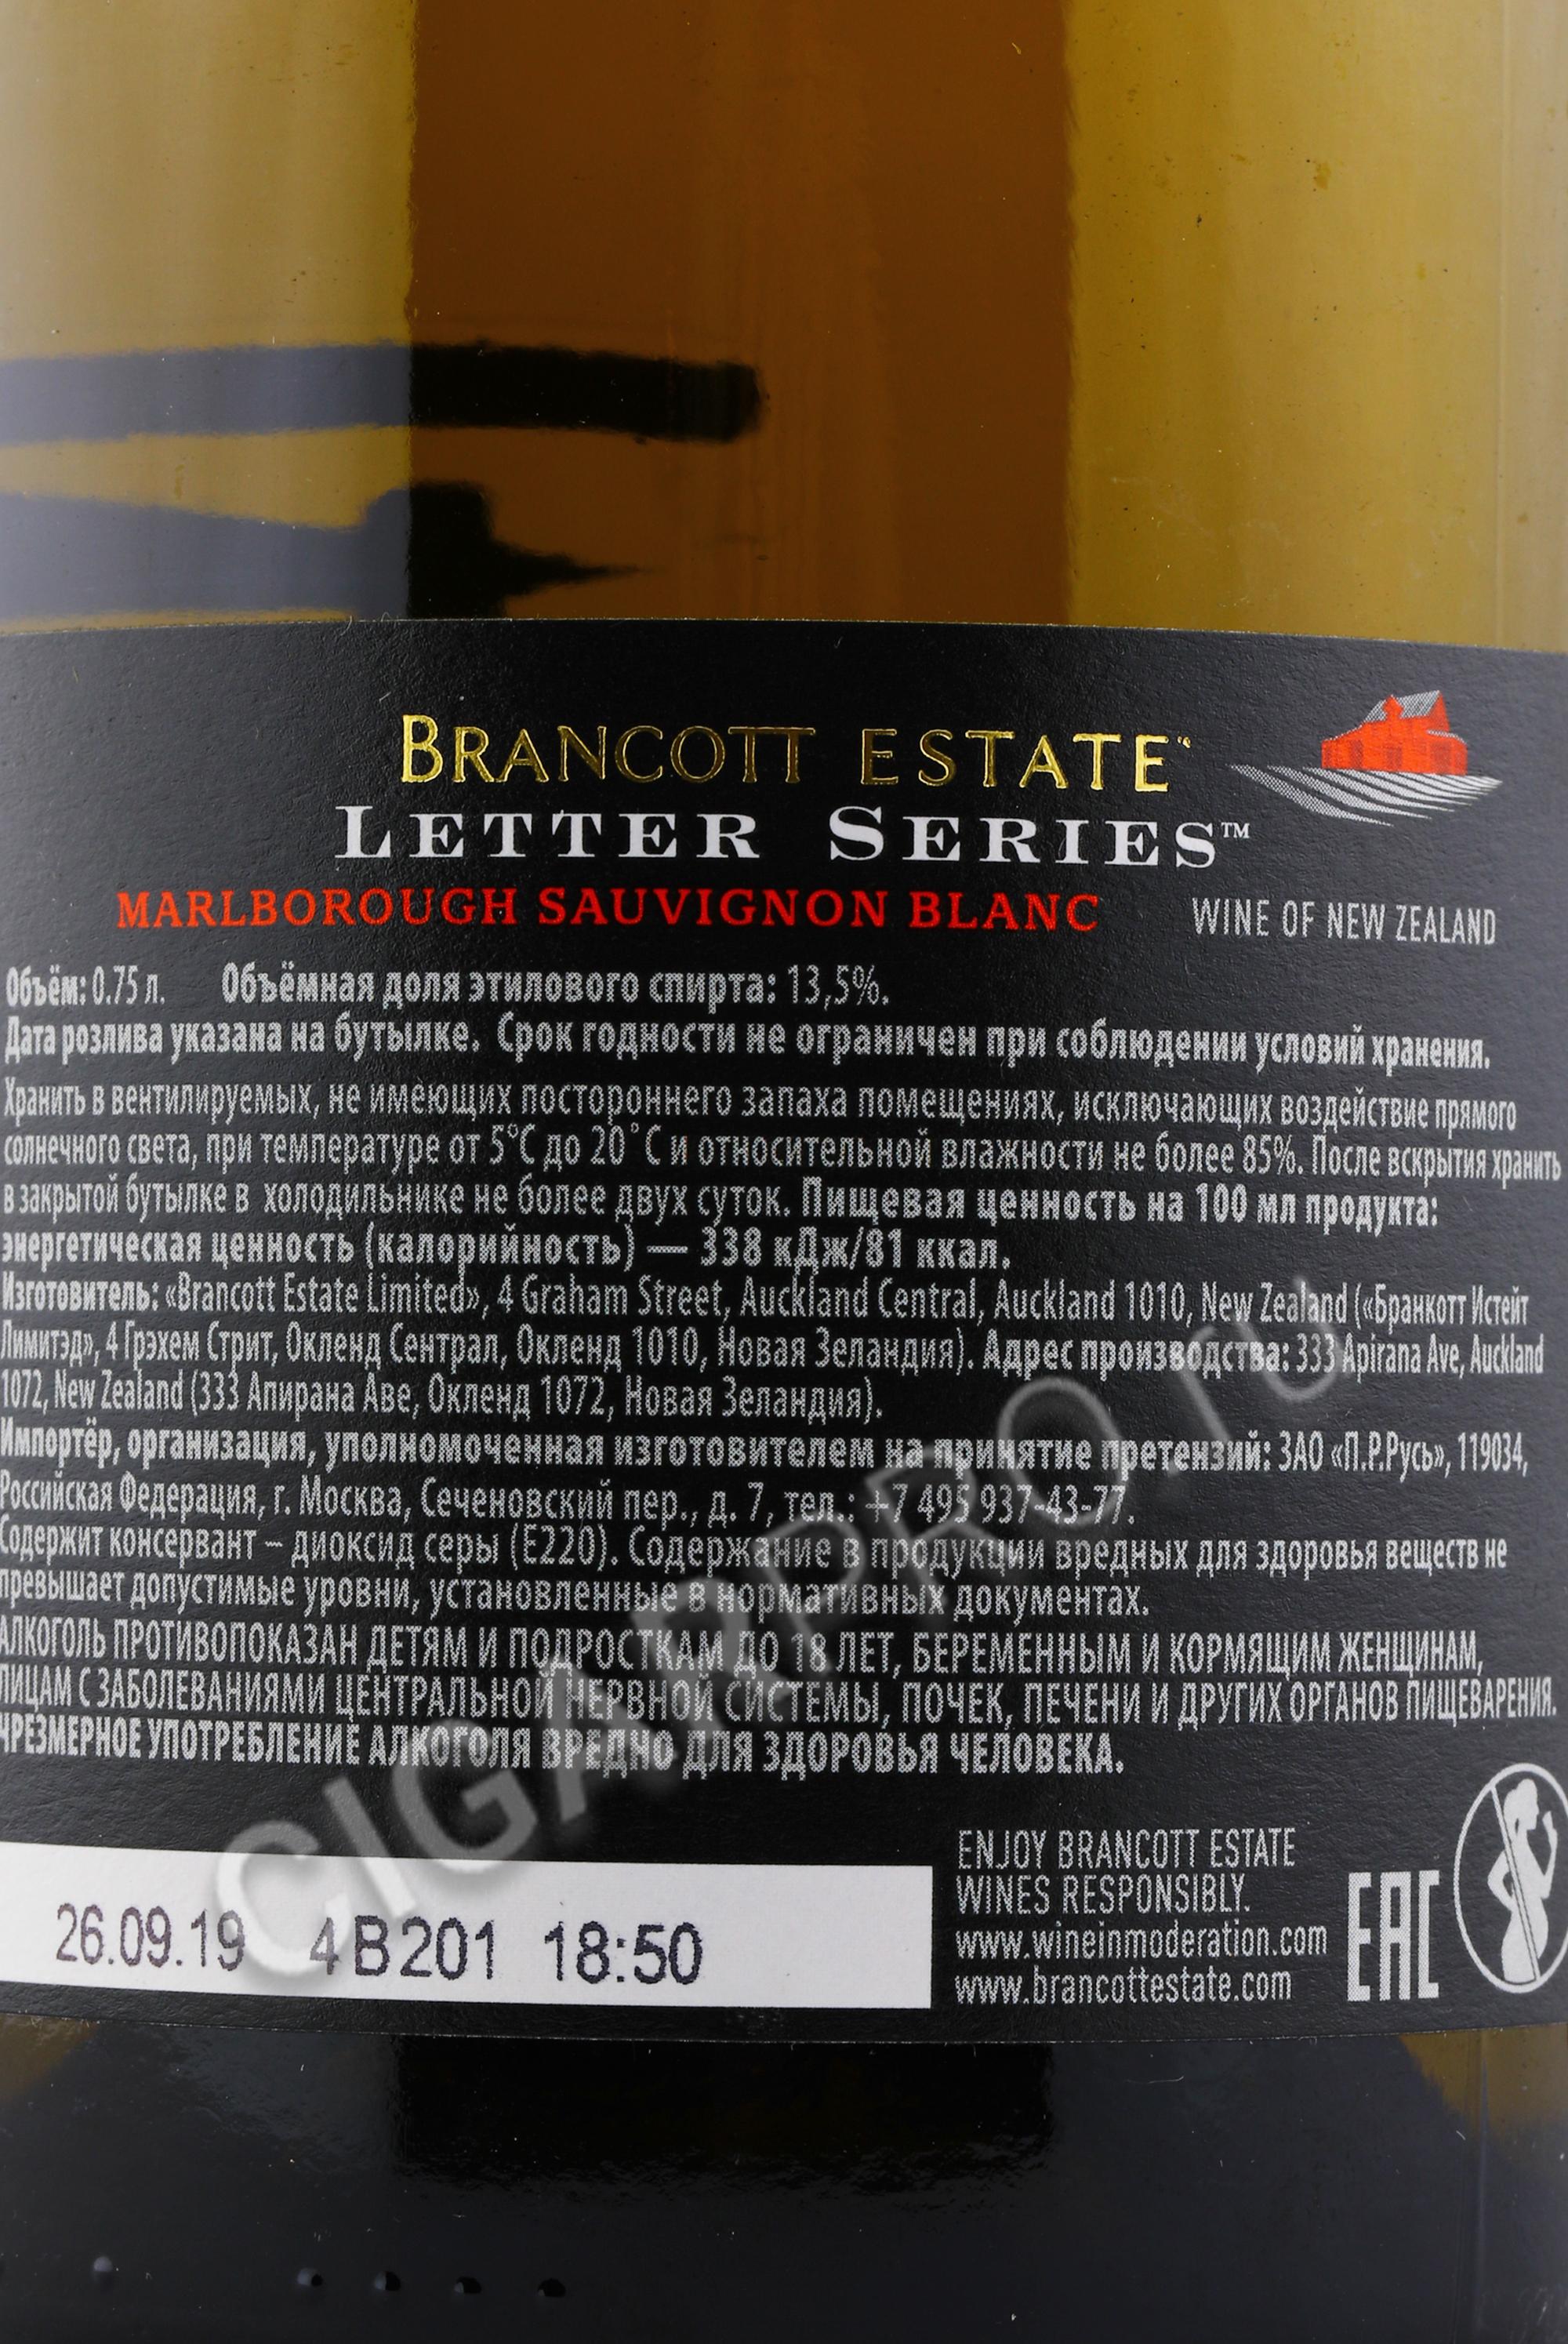 BRANCOTT ESTATE™
LETTER SERIES™
MARLBOROUGH SAUVIGNON BLANC WINE OF NEW ZEALAND
Объём: 0.75 л. Объёмная доля этилового спирта: 13,5%.
Дата розлива указана на бутылке. Срок годности не ограничен при соблюдении условий хранения.
Хранить в вентилируемых, не имеющих постороннего запаха помещениях, исключающих воздействие прямого
солнечного света, при температуре от 5°C до 20˚C и относительной влажности не более 85%. После вскрытия хранить
в закрытой бутылке в холодильнике не более двух суток. Пищевая ценность на 100 мл продукта:
энергетическая ценность (калорийность) — 338 кДж/81 ккал.
Изготовитель: «Brancott Estate Limited», 4 Graham Street, Auckland Central, Auckland 1010, New Zealand («Бранкотт Истейт
Лимитэд», 4 Грэхем Стрит, Окленд Сентрал, Окленд 1010, Новая Зеландия). Адрес производства: 333 Apirana Ave, Auckland
1072, New Zealand (333 Апирана Аве, Окленд 1072, Новая Зеландия).
Импортёр, организация, уполномоченная изготовителем на принятие претензий: ЗАО «П.Р.Русь», 119034,
Российская Федерация, г. Москва, Сеченовский пер., д. 7, тел.: +7 495 937-43-77.
Содержит консервант – диоксид серы (E220). Содержание в продукции вредных для здоровья веществ не
превышает допустимые уровни, установленные в нормативных документах.
АЛКОГОЛЬ ПРОТИВОПОКАЗАН ДЕТЯМ И ПОДРОСТКАМ ДО 18 ЛЕТ, БЕРЕМЕННЫМ И КОРМЯЩИМ ЖЕНЩИНАМ,
ЛИЦАМ С ЗАБОЛЕВАНИЯМИ ЦЕНТРАЛЬНОЙ НЕРВНОЙ СИСТЕМЫ, ПОЧЕК, ПЕЧЕНИ И ДРУГИХ ОРГАНОВ ПИЩЕВАРЕНИЯ.
ЧРЕЗМЕРНОЕ УПОТРЕБЛЕНИЕ АЛКОГОЛЯ ВРЕДНО ДЛЯ ЗДОРОВЬЯ ЧЕЛОВЕКА.
CIGARPRO.ru
26.09.19 4B201 18:50
ENJOY BRANCOTT ESTATE
WINES RESPONSIBLY.
www.wineinmoderation.com
www.brancottestate.com
EAC